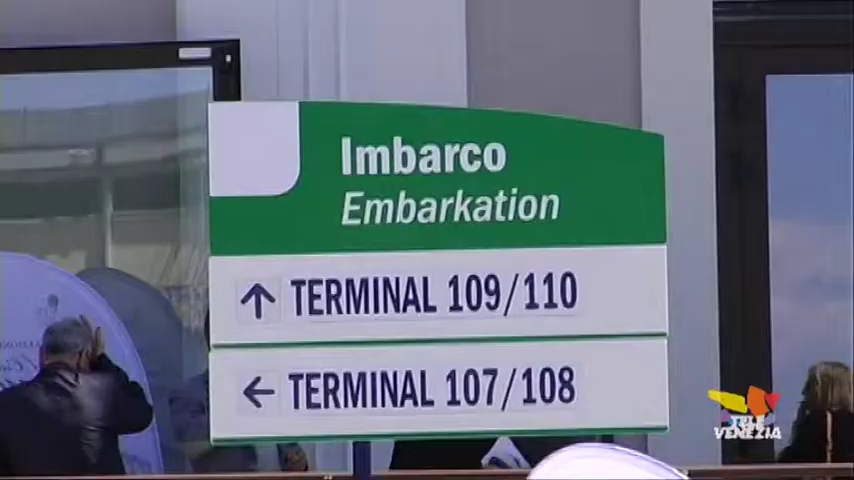 Imbarco
Embarkation
↑ TERMINAL 109/110
← TERMINAL 107/108
TELE
VENEZIA